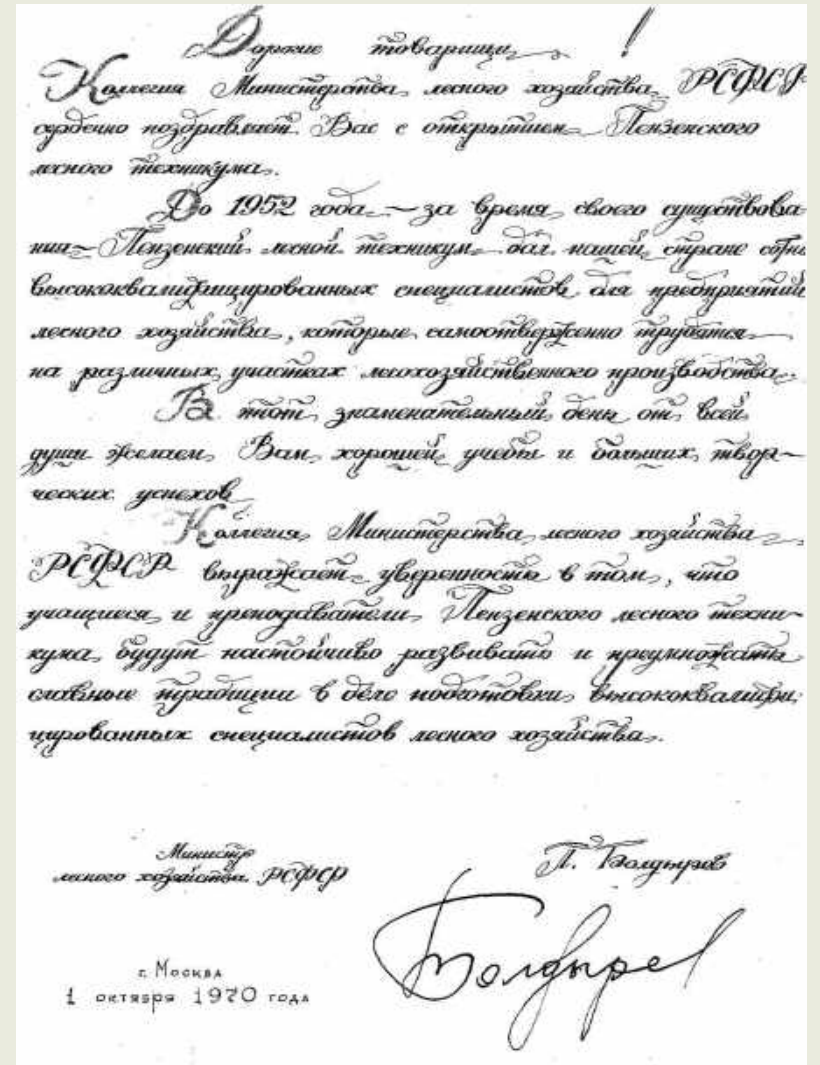 Дорогие товарищи!
Коллегия Министерства лесного хозяйства РСФСР
сердечно поздравляет Вас с открытием Пензенского
лесного техникума.
До 1952 года — за время своего существова-
ния — Пензенский лесной техникум дал нашей стране сотни
высококвалифицированных специалистов для предприятий
лесного хозяйства, которые самоотверженно трудятся
на различных участках лесохозяйственного производства.
В этот знаменательный день от всей
души желаем Вам хорошей учебы и больших твор-
ческих успехов.
Коллегия Министерства лесного хозяйства
РСФСР выражает уверенность в том, что
учащиеся и преподаватели Пензенского лесного техни-
кума будут настойчиво развивать и преумножать
славные традиции в деле подготовки высококвалифи-
цированных специалистов лесного хозяйства.
Министр
лесного хозяйства РСФСР
Болдырев
г. Москва
1 октября 1970 года